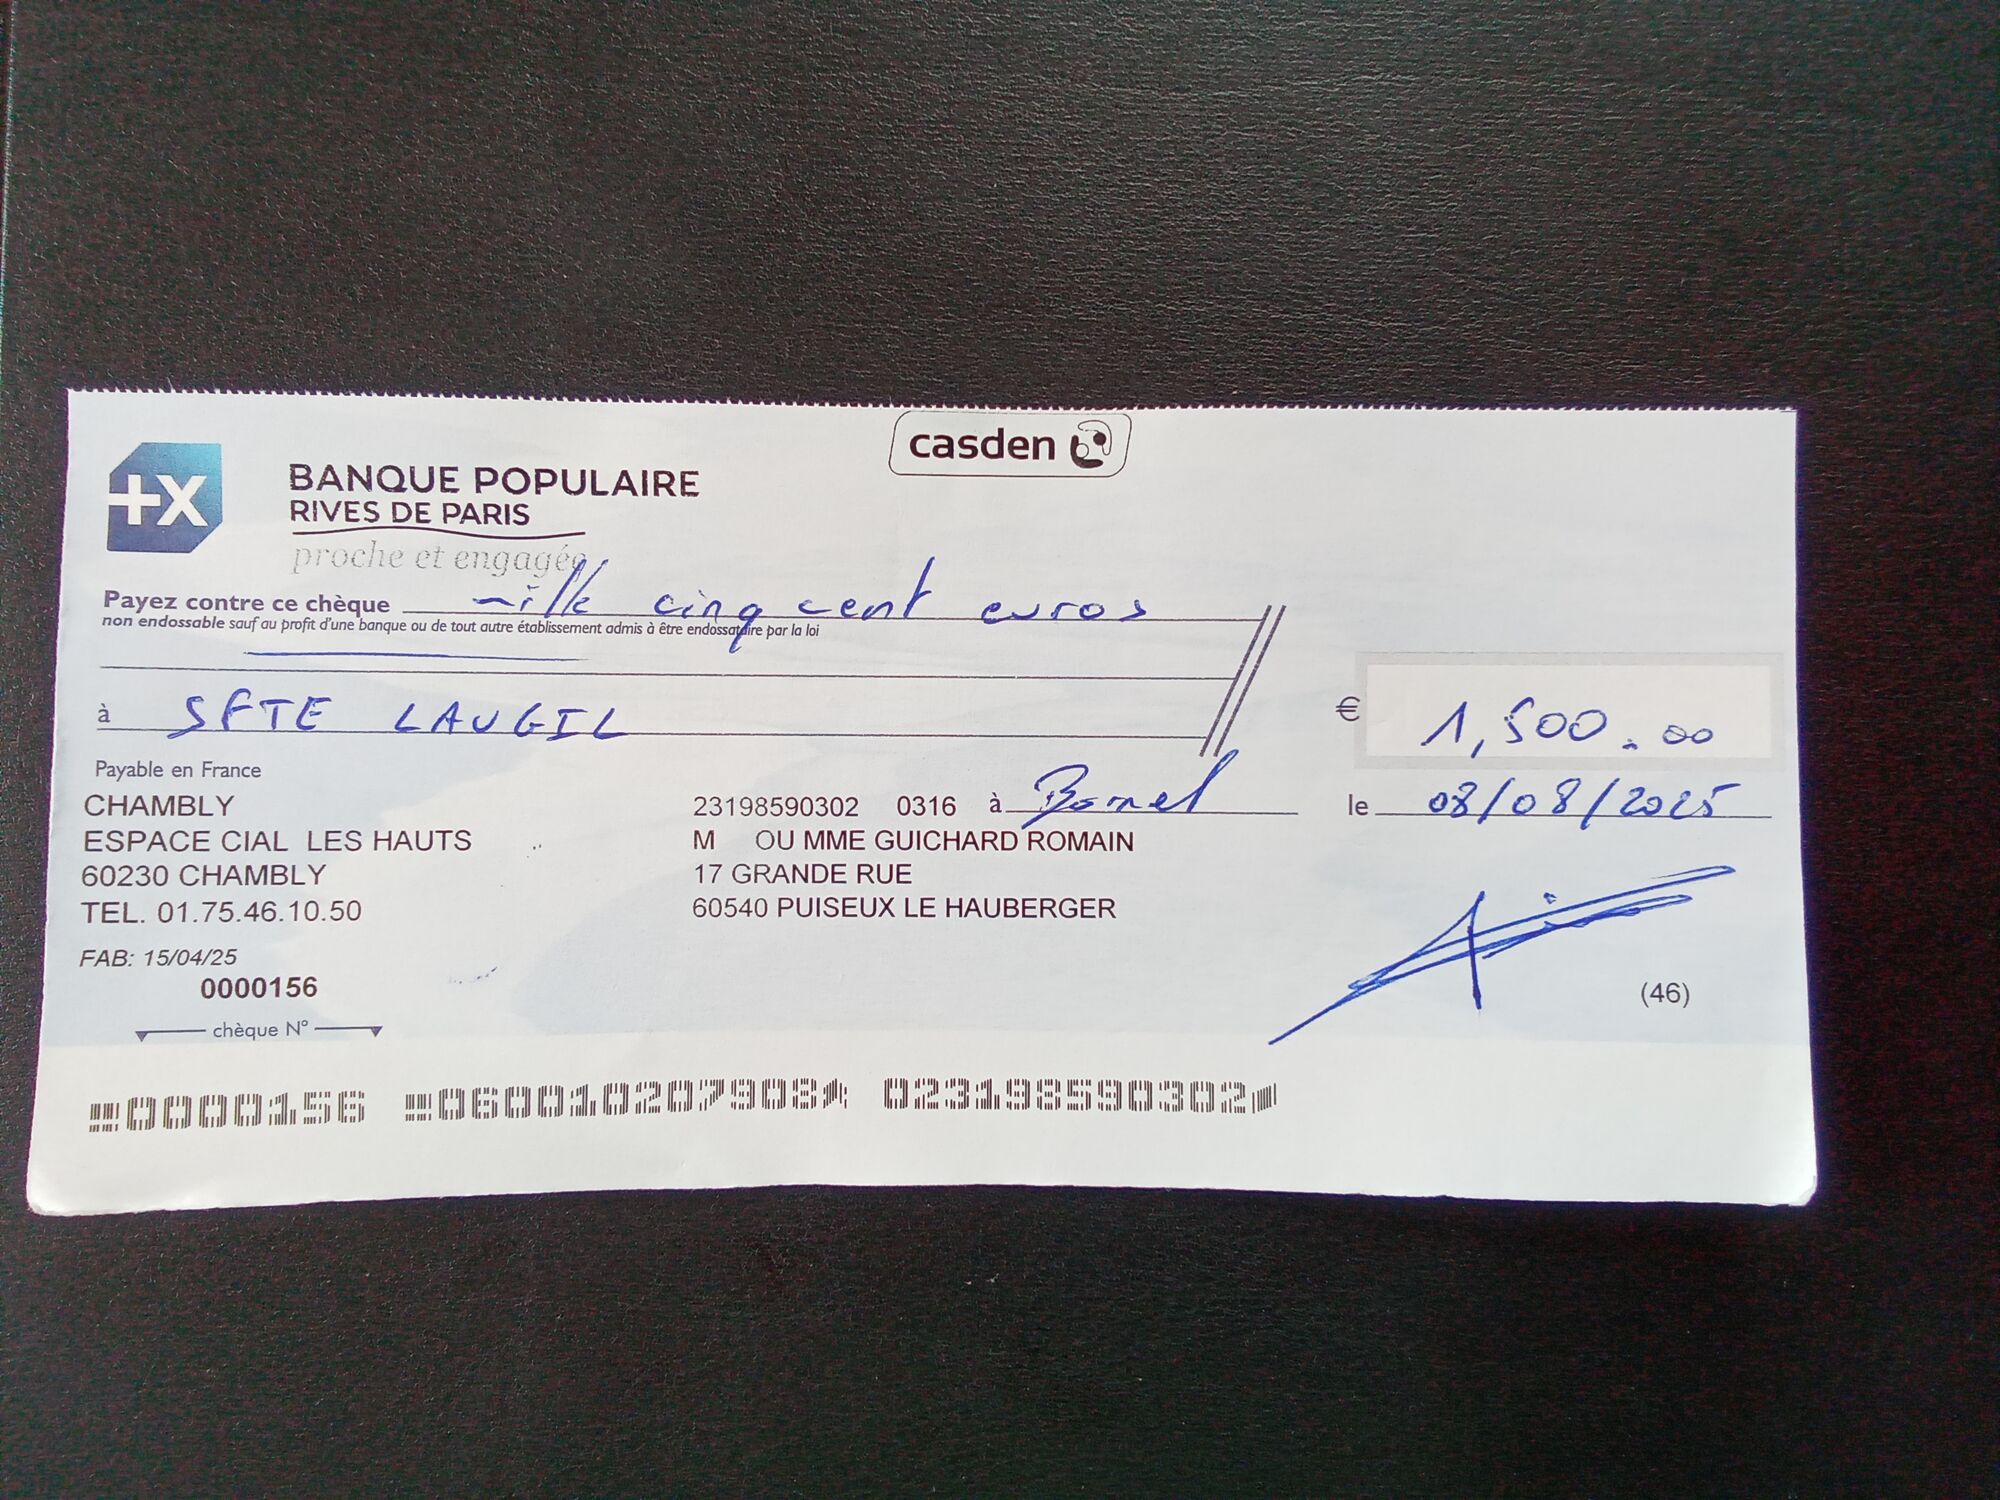 casden
+X
BANQUE POPULAIRE
RIVES DE PARIS
proche et engagée
Payez contre ce chèque mille cinq cent euros
non endossable sauf au profit d'une banque ou de tout autre établissement admis à être endossataire par la loi
à SFTE LAUGIL
€ 1,500.00
Payable en France
CHAMBLY
ESPACE CIAL LES HAUTS
60230 CHAMBLY
TEL. 01.75.46.10.50
23198590302 0316 à Bornel le 08/08/2025
M OU MME GUICHARD ROMAIN
17 GRANDE RUE
60540 PUISEUX LE HAUBERGER
FAB: 15/04/25
0000156
chèque N°
(46)
0000156 060010207908 023198590302